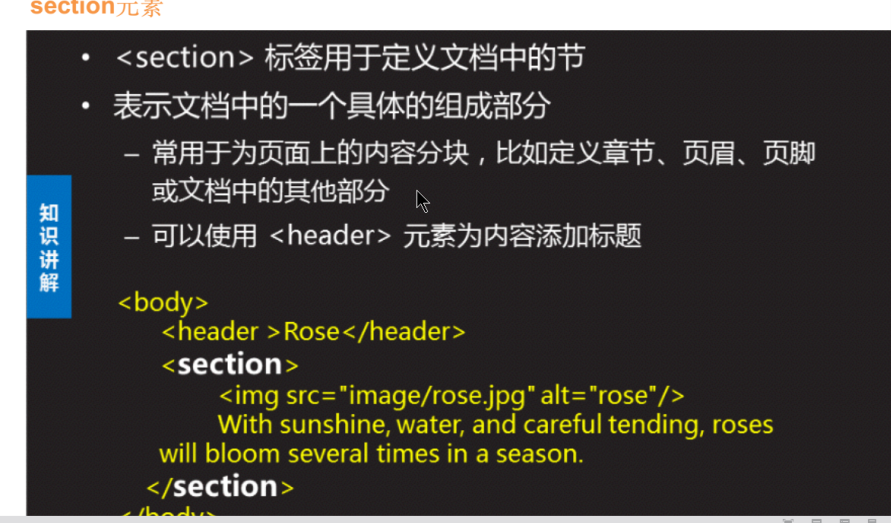 section元素
• <section> 标签用于定义文档中的节
• 表示文档中的一个具体的组成部分
– 常用于为页面上的内容分块，比如定义章节、页眉、页脚
或文档中的其他部分
– 可以使用 <header> 元素为内容添加标题
知识讲解
<body>
<header >Rose</header>
<section>
<img src="image/rose.jpg" alt="rose"/>
With sunshine, water, and careful tending, roses
will bloom several times in a season.
</section>
</body>